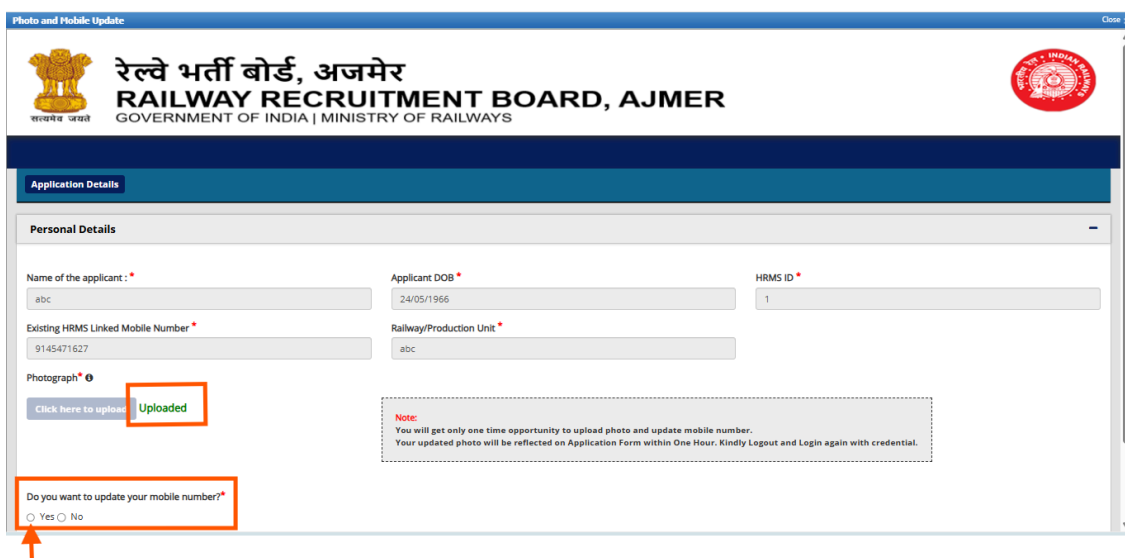 Photo and Mobile Update
Close
रेल्वे भर्ती बोर्ड, अजमेर
RAILWAY RECRUITMENT BOARD, AJMER
GOVERNMENT OF INDIA | MINISTRY OF RAILWAYS
सत्यमेव जयते
Application Details
Personal Details
Name of the applicant : *
Applicant DOB *
HRMS ID *
abc
24/05/1966
1
Existing HRMS Linked Mobile Number *
Railway/Production Unit *
9145471627
abc
Photograph*
Click here to upload
Uploaded
Note:
You will get only one time opportunity to upload photo and update mobile number.
Your updated photo will be reflected on Application Form within One Hour. Kindly Logout and Login again with credential.
Do you want to update your mobile number?*
Yes
No